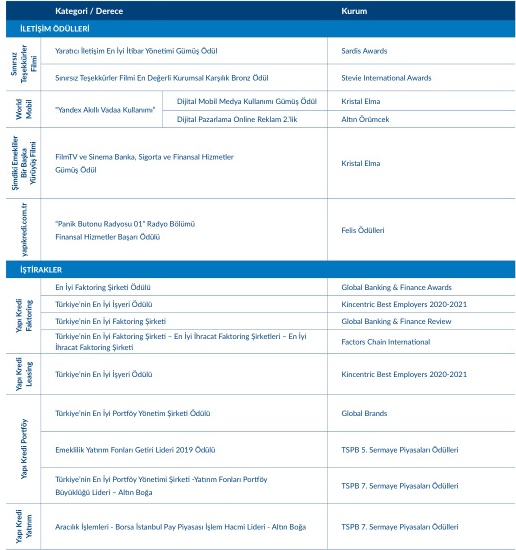 Kategori / Derece Kurum
İLETİŞİM ÖDÜLLERİ
Sınırsız
Teşekkürler
Filmi
Yaratıcı İletişim En İyi İtibar Yönetimi Gümüş Ödül Sardis Awards
Sınırsız Teşekkürler Filmi En Değerli Kurumsal Karşılık Bronz Ödül Stevie International Awards
World
Mobil
"Yandex Akıllı Vadaa Kullanımı"
Dijital Mobil Medya Kullanımı Gümüş Ödül Kristal Elma
Dijital Pazarlama Online Reklam 2.'lik Altın Örümcek
Şimdiki Emekliler
Bir Başka
Yürüyüş Filmi
FilmTV ve Sinema Banka, Sigorta ve Finansal Hizmetler
Gümüş Ödül
Kristal Elma
yapikredi.com.tr
"Panik Butonu Radyosu 01" Radyo Bölümü
Finansal Hizmetler Başarı Ödülü
Felis Ödülleri
İŞTİRAKLER
Yapı Kredi
Faktoring
En İyi Faktoring Şirketi Ödülü Global Banking & Finance Awards
Türkiye'nin En İyi İşyeri Ödülü Kincentric Best Employers 2020-2021
Türkiye'nin En İyi Faktoring Şirketi Global Banking & Finance Review
Türkiye'nin En İyi Faktoring Şirketi – En İyi İhracat Faktoring Şirketleri – En İyi
İhracat Faktoring Şirketi
Factors Chain International
Yapı Kredi
Leasing
Türkiye'nin En İyi İşyeri Ödülü Kincentric Best Employers 2020-2021
Yapı Kredi Portföy
Türkiye'nin En İyi Portföy Yönetim Şirketi Ödülü Global Brands
Emeklilik Yatırım Fonları Getiri Lideri 2019 Ödülü TSPB 5. Sermaye Piyasaları Ödülleri
Türkiye'nin En İyi Portföy Yönetimi Şirketi -Yatırım Fonları Portföy
Büyüklüğü Lideri – Altın Boğa
TSPB 7. Sermaye Piyasaları Ödülleri
Yapı Kredi
Yatırım
Aracılık İşlemleri - Borsa İstanbul Pay Piyasası İşlem Hacmi Lideri - Altın Boğa TSPB 7. Sermaye Piyasaları Ödülleri